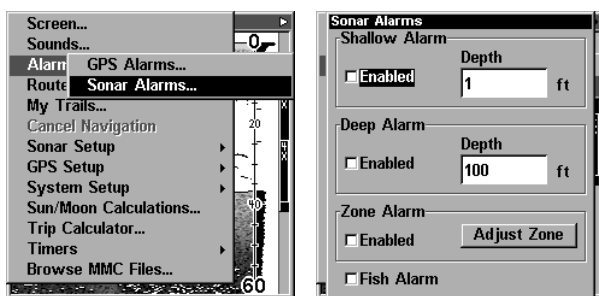 Screen...
Sounds...
Alarm
GPS Alarms...
Route
Sonar Alarms...
My Trails...
Cancel Navigation
Sonar Setup
GPS Setup
System Setup
Sun/Moon Calculations...
Trip Calculator...
Timers
Browse MMC Files...
0
20
40
60
Sonar Alarms
Shallow Alarm
Depth
Enabled
1 ft
Deep Alarm
Depth
Enabled
100 ft
Zone Alarm
Enabled
Adjust Zone
Fish Alarm